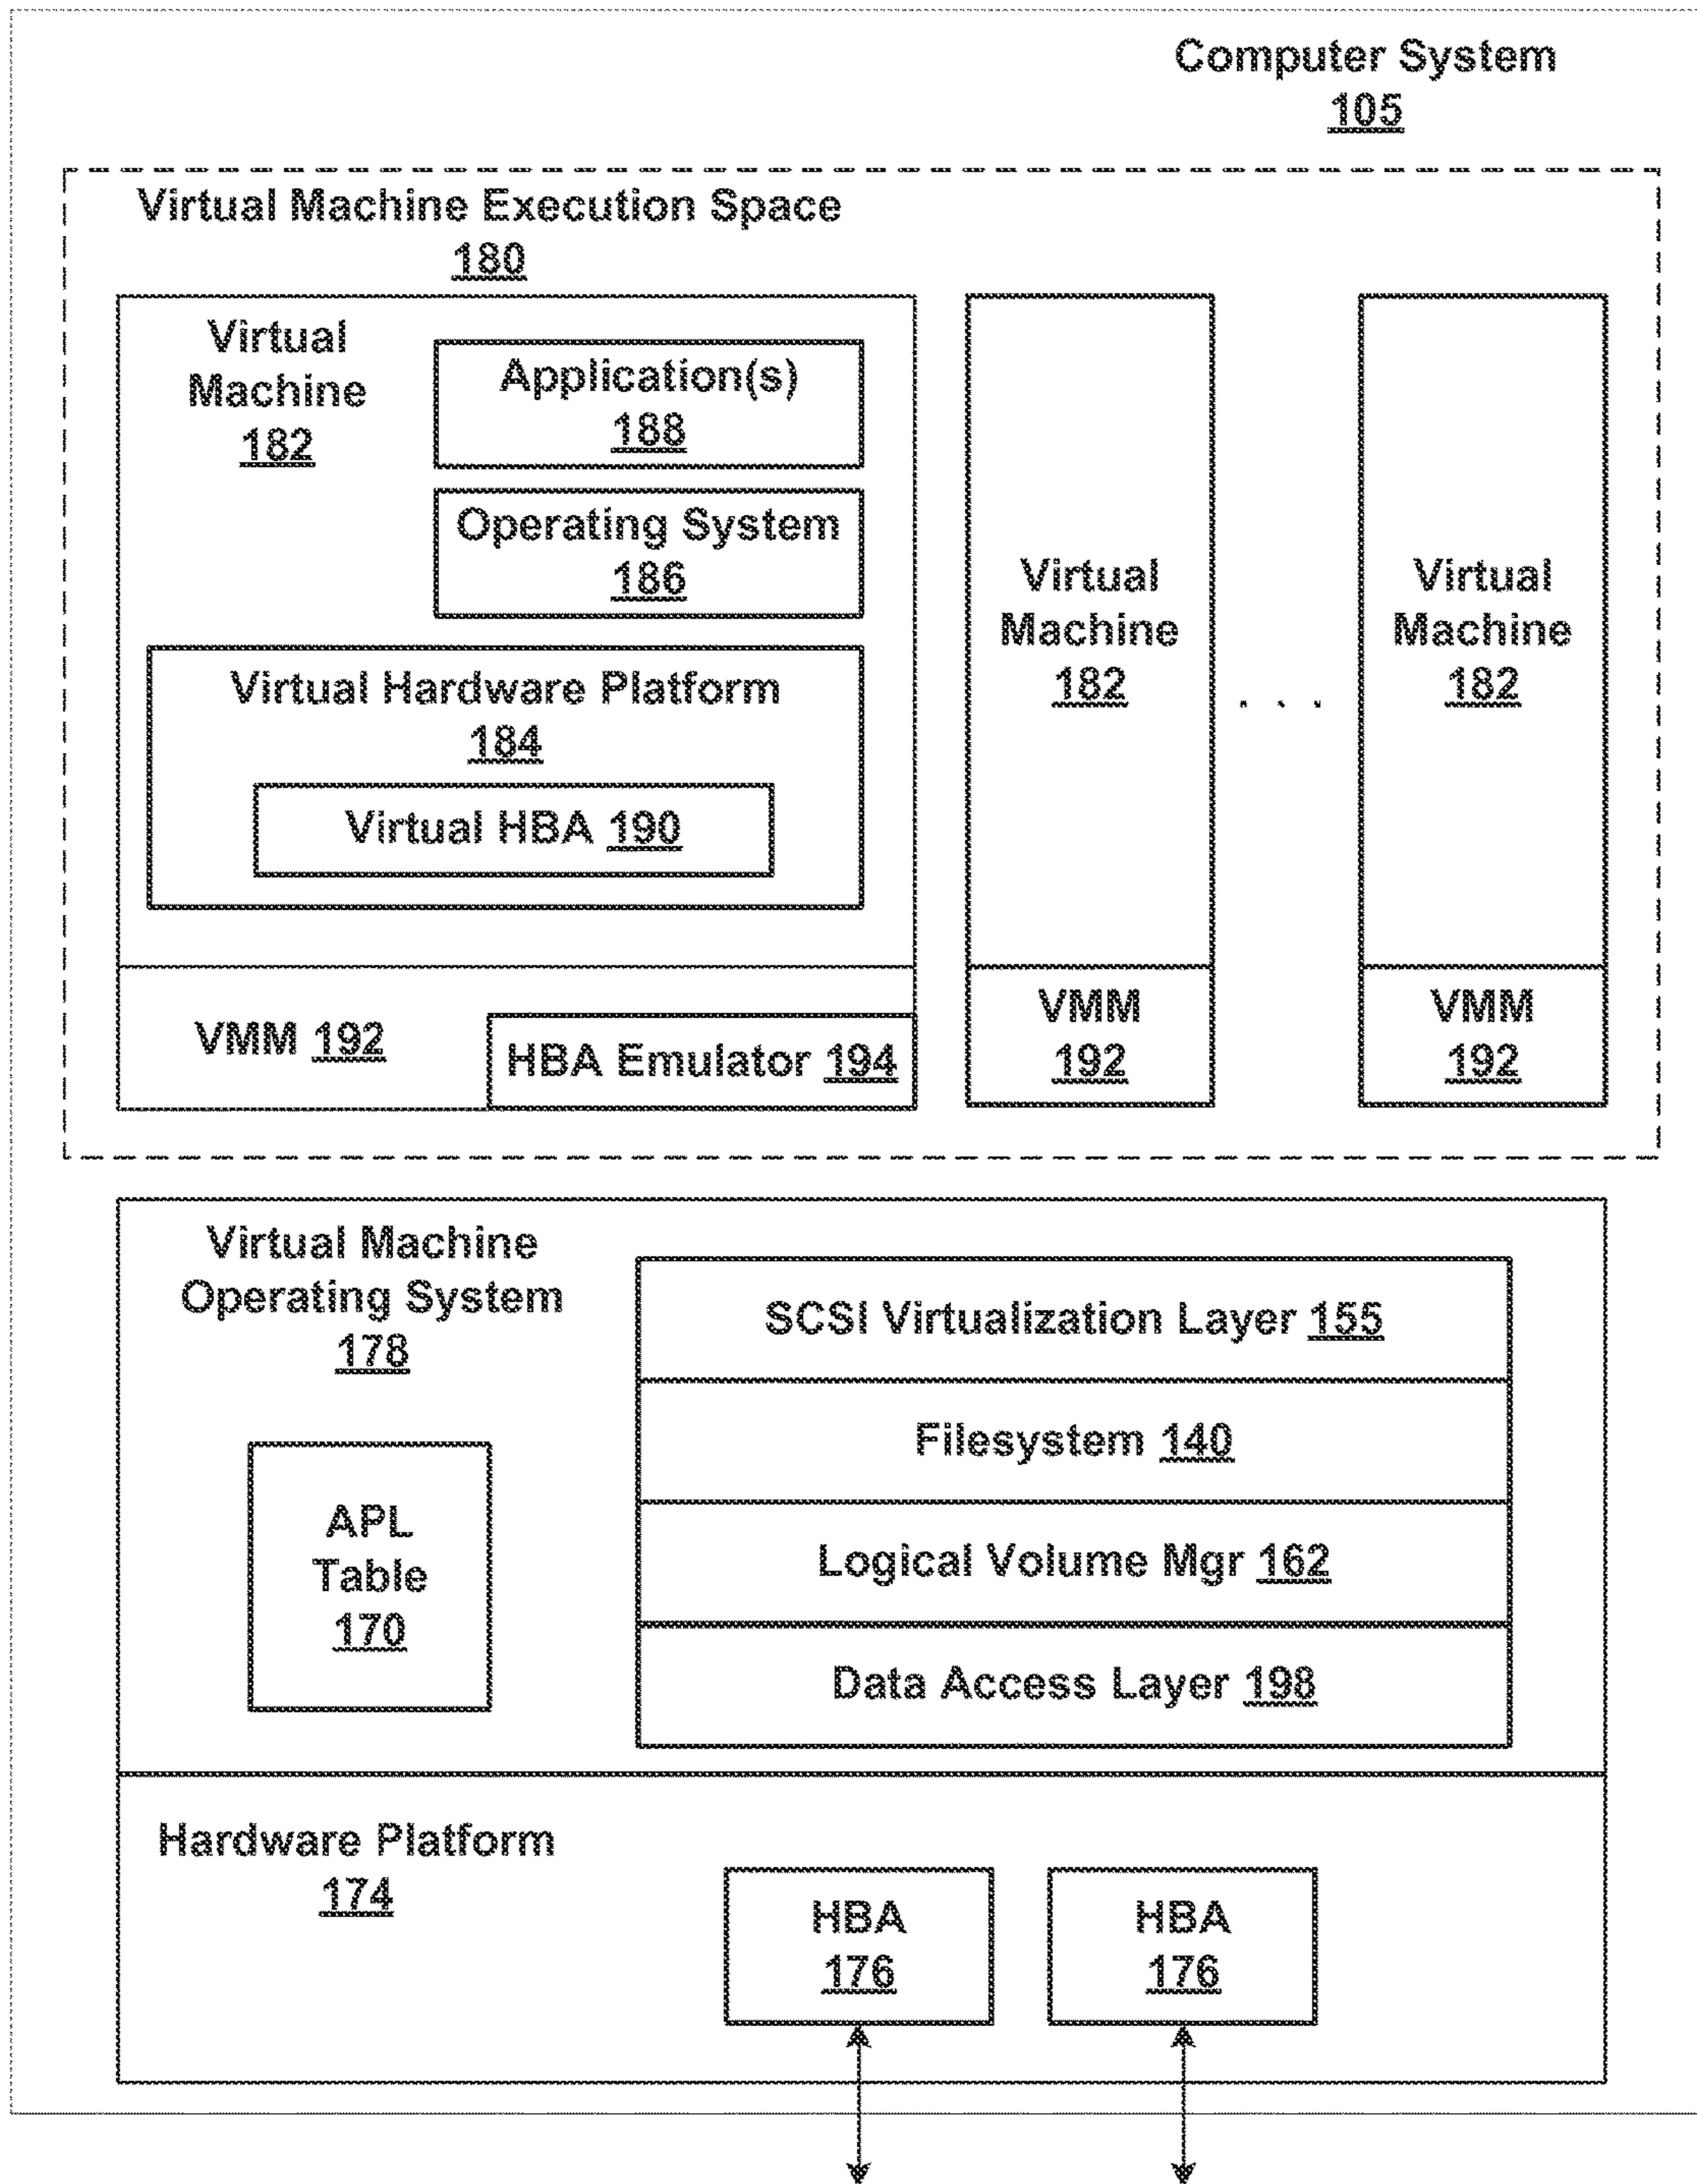 Computer System
105
Virtual Machine Execution Space
180
Virtual
Machine
182
Application(s)
188
Operating System
186
Virtual Hardware Platform
184
Virtual HBA 190
VMM 192
HBA Emulator 194
Virtual
Machine
182
VMM
192
. . .
Virtual
Machine
182
VMM
192
Virtual Machine
Operating System
178
APL
Table
170
SCSI Virtualization Layer 155
Filesystem 140
Logical Volume Mgr 162
Data Access Layer 198
Hardware Platform
174
HBA
176
HBA
176